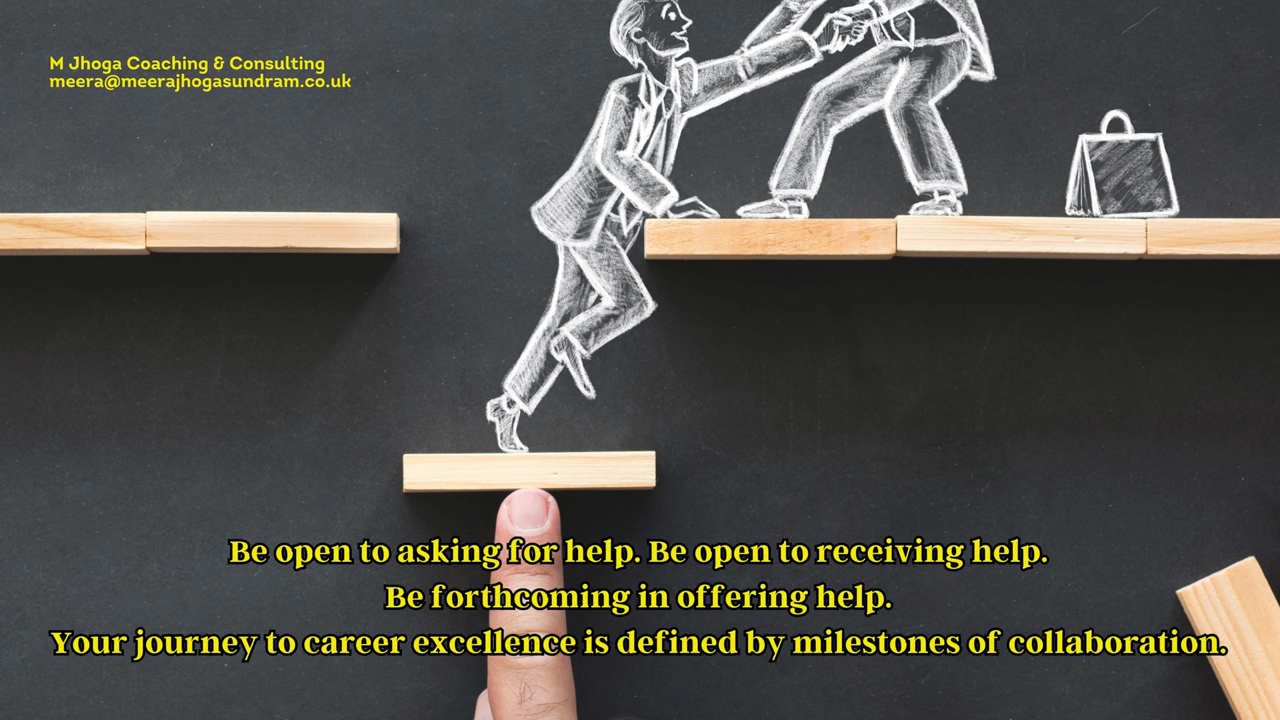 M Jhoga Coaching & Consulting
meera@meerajhogasundram.co.uk
Be open to asking for help. Be open to receiving help.
Be forthcoming in offering help.
Your journey to career excellence is defined by milestones of collaboration.